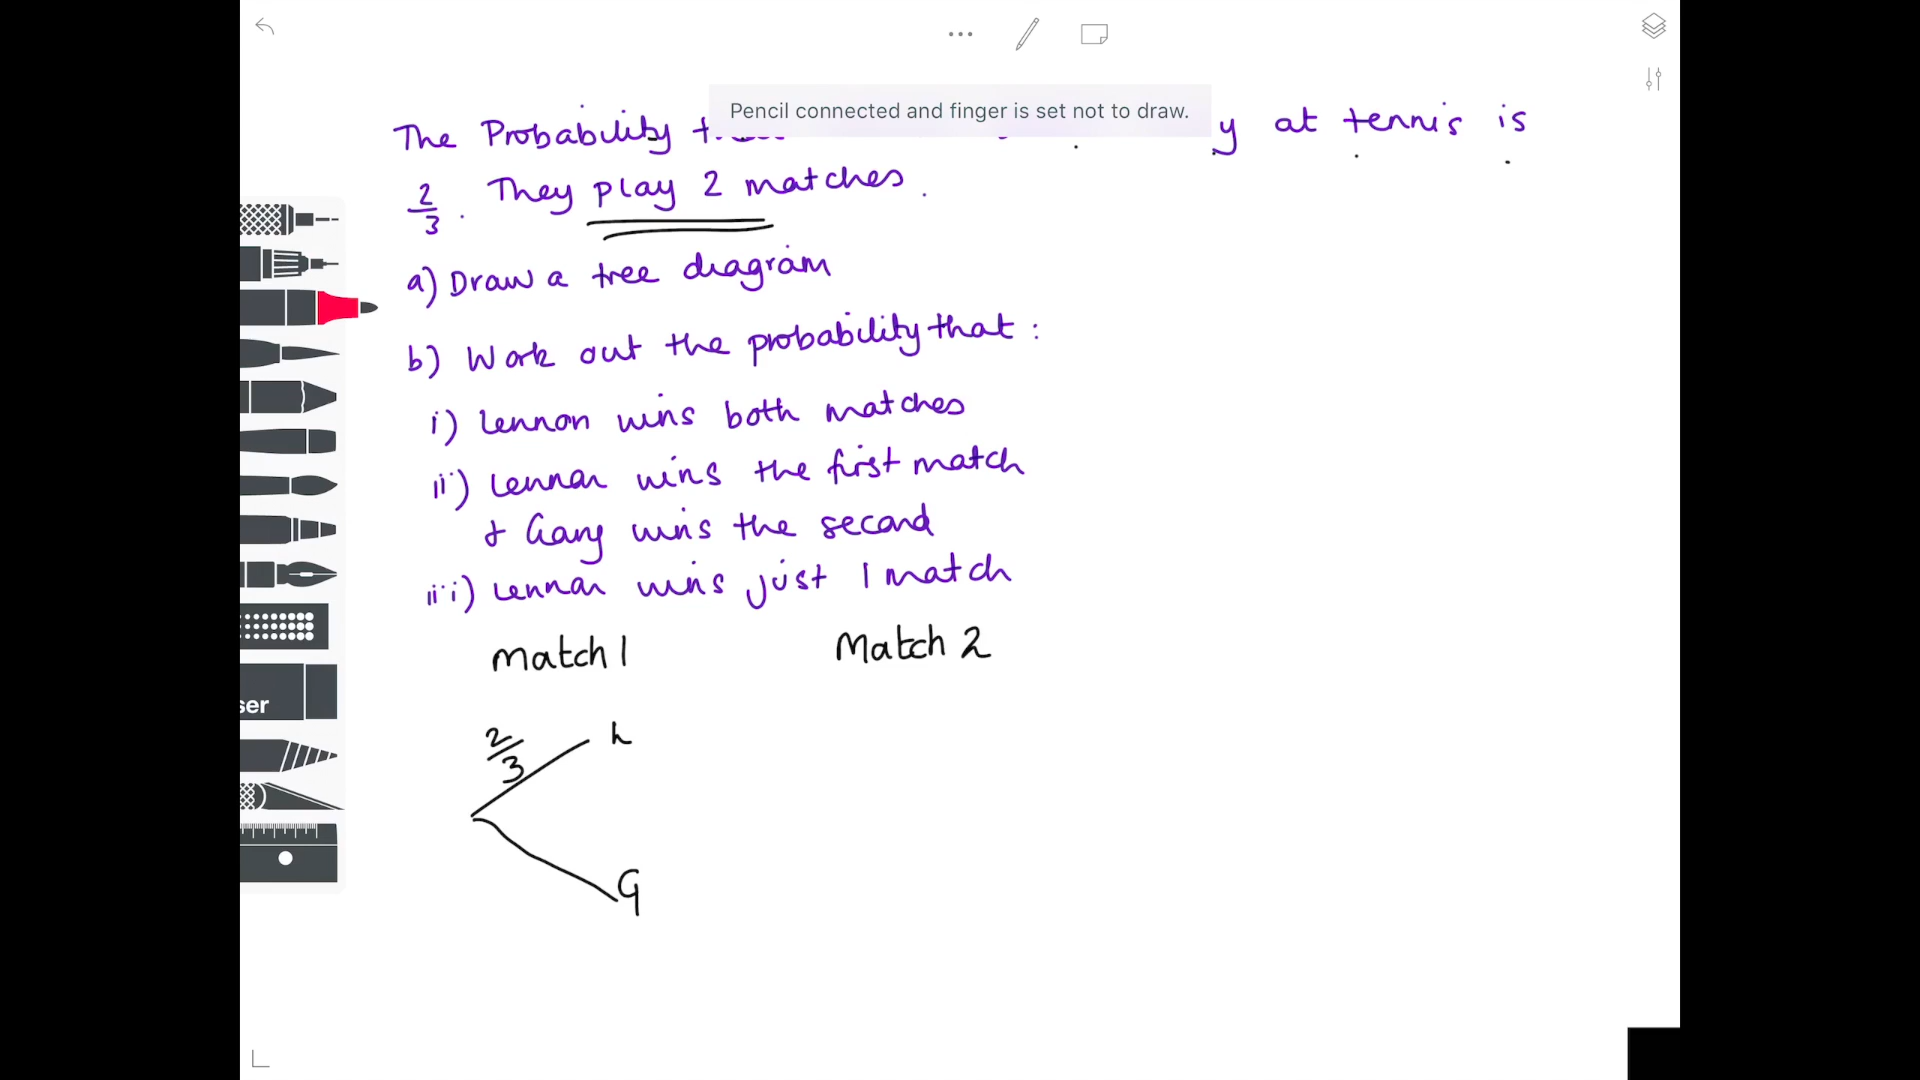 Pencil connected and finger is set not to draw.
The Probability y at tennis is
2/3. They play 2 matches.
a) Draw a tree diagram
b) Work out the probability that:
i) Lennon wins both matches
ii) Lennon wins the first match
& Gary wins the second
iii) Lennon wins just 1 match
Match 1 Match 2
2/3 L
G
ser